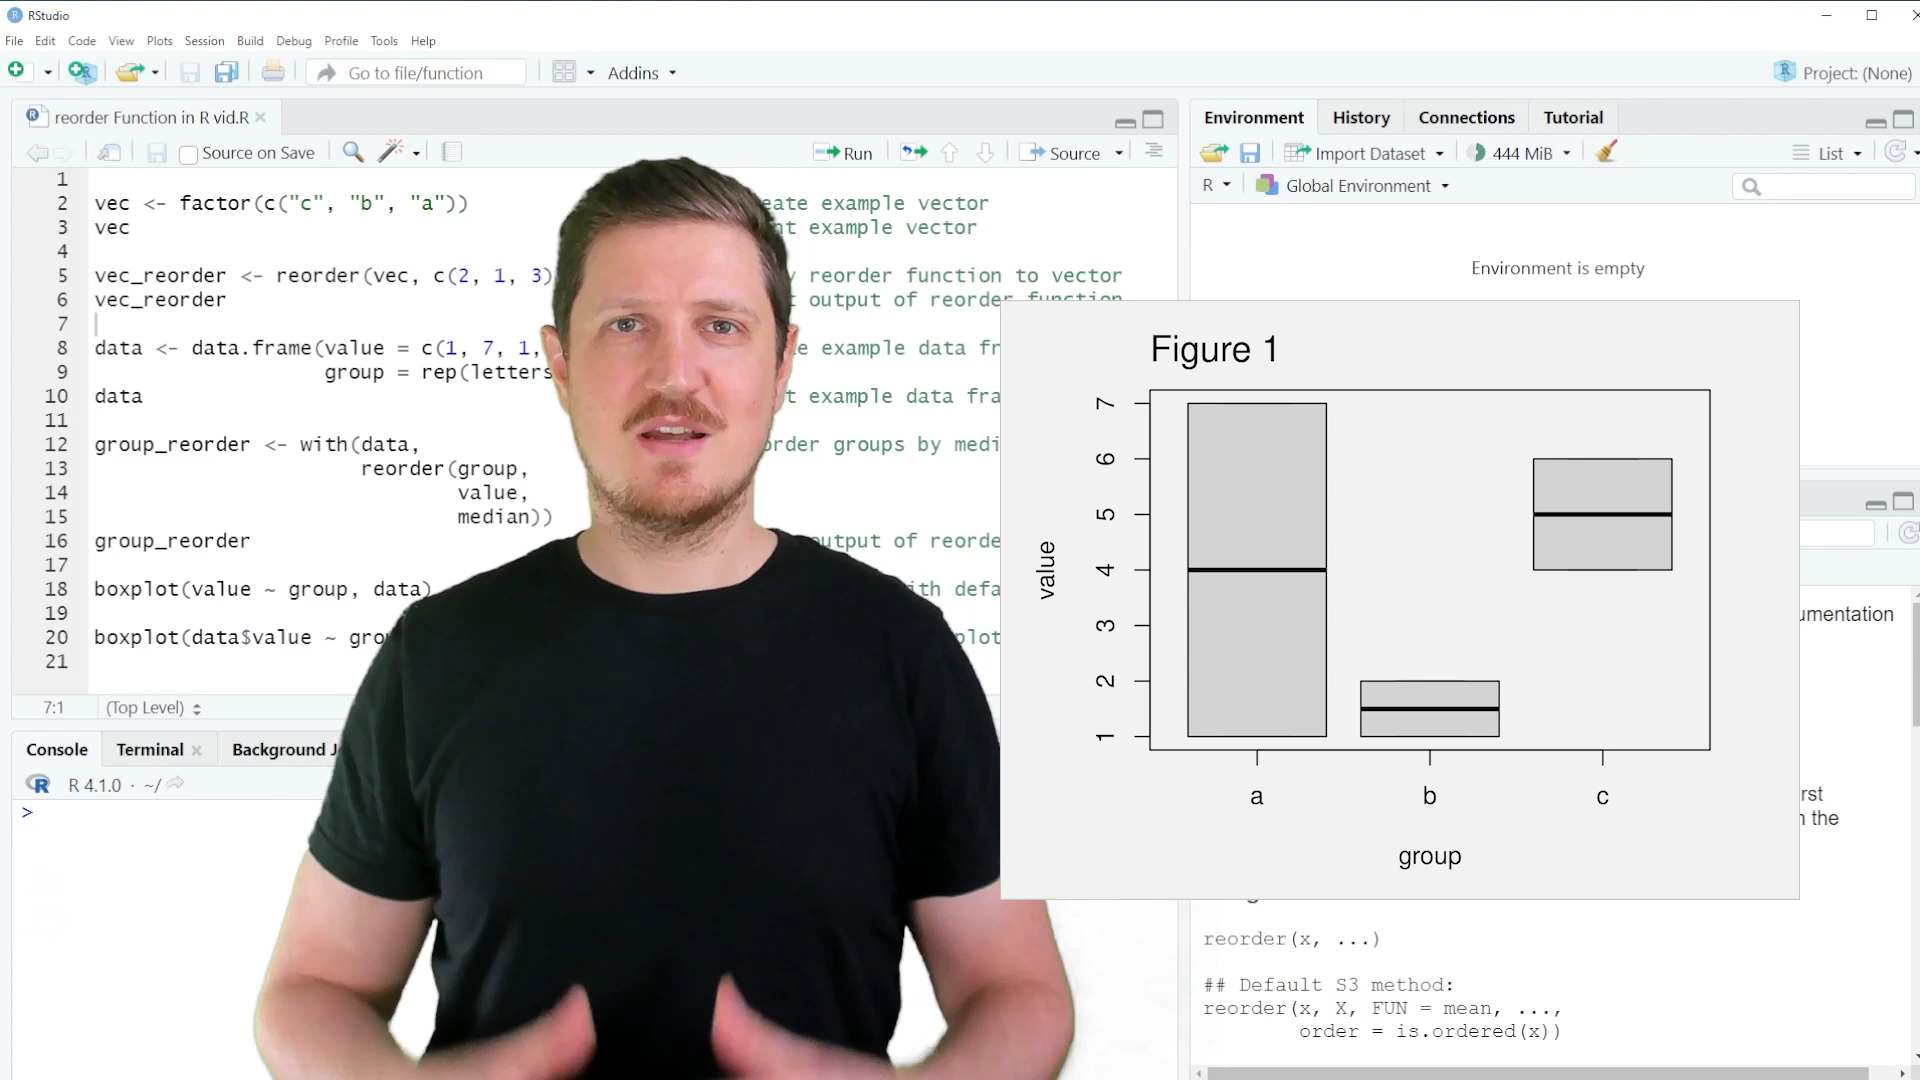 RStudio
File Edit Code View Plots Session Build Debug Profile Tools Help
Go to file/function
Addins
Project: (None)
reorder Function in R vid.R
Source on Save
Run
Source
1
2 vec <- factor(c("c", "b", "a")) eate example vector
3 vec nt example vector
4
5 vec_reorder <- reorder(vec, c(2, 1, 3) y reorder function to vector
6 vec_reorder t output of reorder function
7
8 data <- data.frame(value = c(1, 7, 1, e example data fr
9 group = rep(letters
10 data t example data fra
11
12 group_reorder <- with(data, order groups by medi
13 reorder(group,
14 value,
15 median))
16 group_reorder output of reorde
17
18 boxplot(value ~ group, data) ith defa
19
20 boxplot(data$value ~ grou plot
21
7:1 (Top Level)
Console Terminal Background J
R 4.1.0 · ~/
>
Environment History Connections Tutorial
Import Dataset 444 MiB List
R Global Environment
Environment is empty
Figure 1
value
7
6
5
4
3
2
1
a b c
group
umentation
rst
n the
reorder(x, ...)
## Default S3 method:
reorder(x, X, FUN = mean, ...,
order = is.ordered(x))